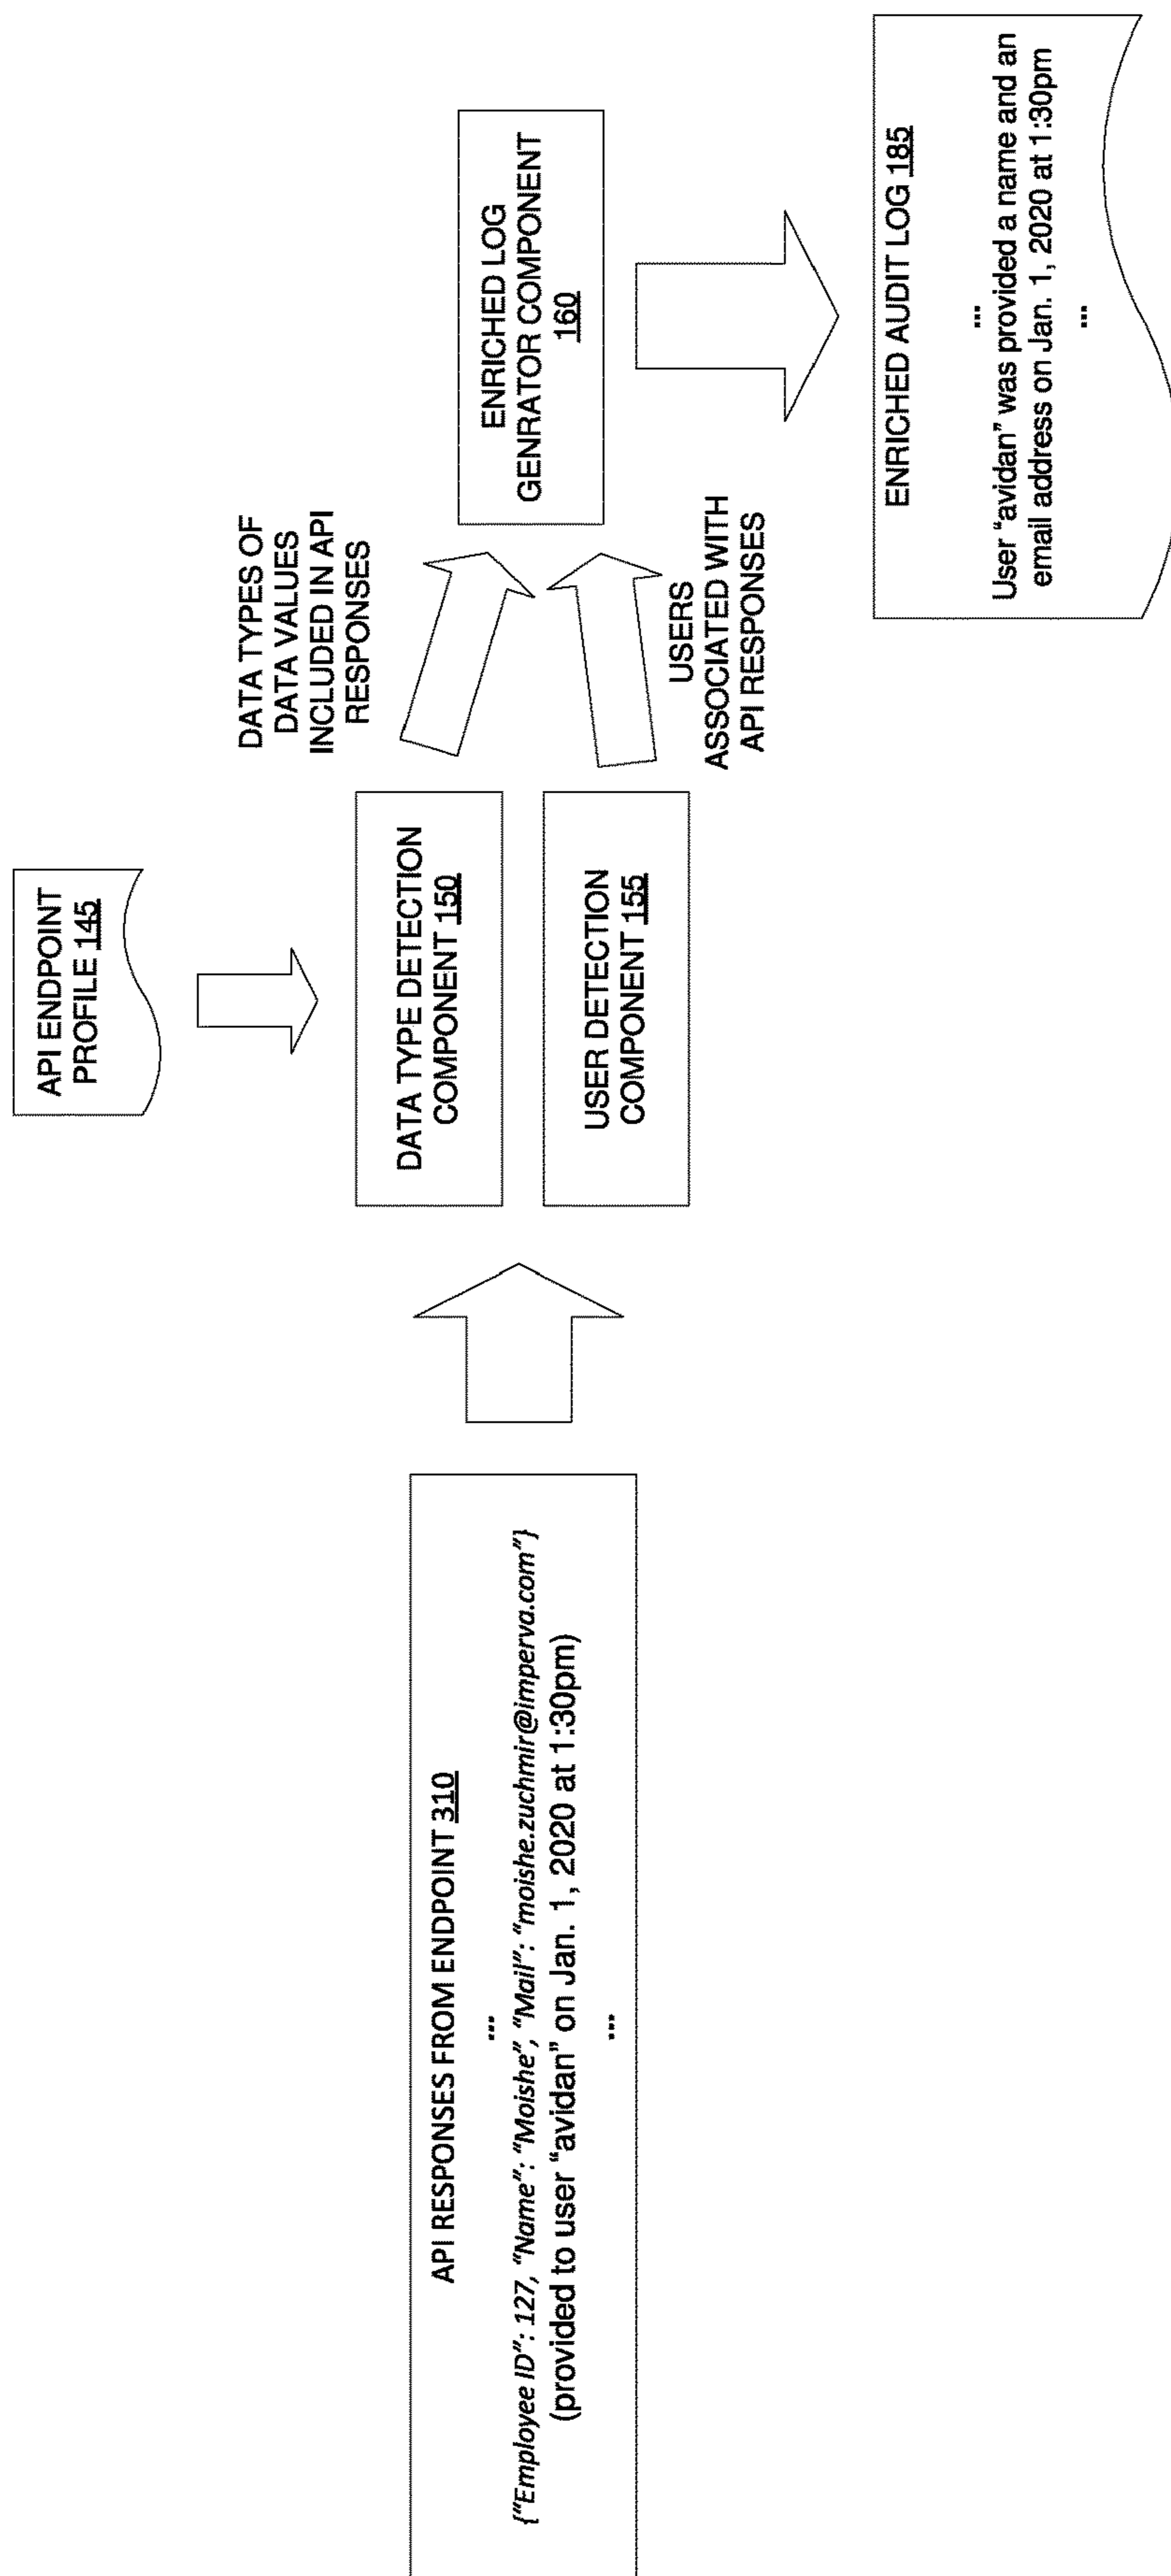 API ENDPOINT
PROFILE 145
API RESPONSES FROM ENDPOINT 310
...
{"Employee ID": 127, "Name": "Moishe", "Mail": "moishe.zuchmir@imperva.com"}
(provided to user "avidan" on Jan. 1, 2020 at 1:30pm)
...
DATA TYPE DETECTION
COMPONENT 150
USER DETECTION
COMPONENT 155
DATA TYPES OF
DATA VALUES
INCLUDED IN API
RESPONSES
USERS
ASSOCIATED WITH
API RESPONSES
ENRICHED LOG
GENRATOR COMPONENT
160
ENRICHED AUDIT LOG 185
...
User "avidan" was provided a name and an
email address on Jan. 1, 2020 at 1:30pm
...